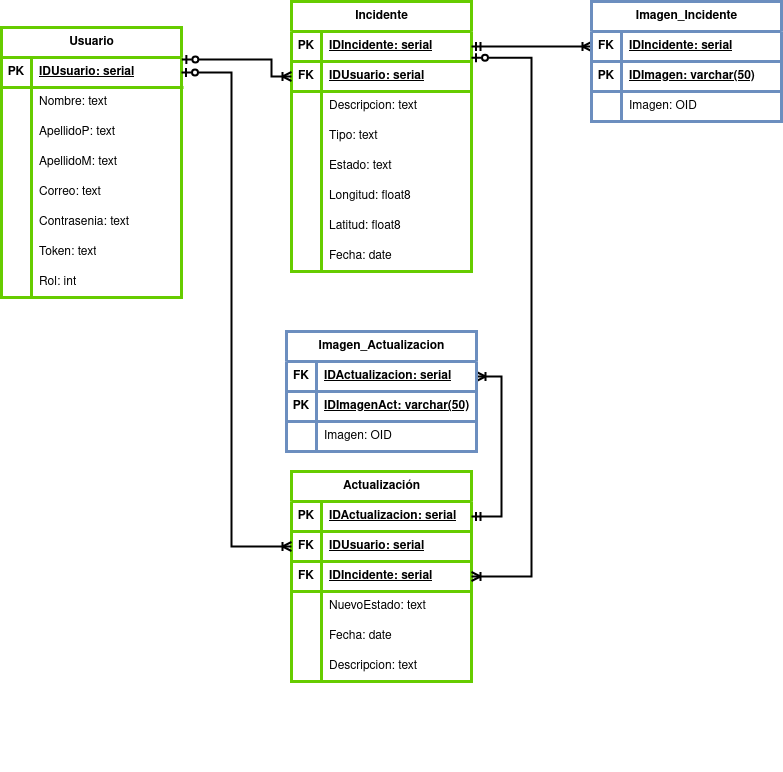 Usuario
PK IDUsuario: serial
Nombre: text
ApellidoP: text
ApellidoM: text
Correo: text
Contrasenia: text
Token: text
Rol: int
Incidente
PK IDIncidente: serial
FK IDUsuario: serial
Descripcion: text
Tipo: text
Estado: text
Longitud: float8
Latitud: float8
Fecha: date
Imagen_Incidente
FK IDIncidente: serial
PK IDImagen: varchar(50)
Imagen: OID
Imagen_Actualizacion
FK IDActualizacion: serial
PK IDImagenAct: varchar(50)
Imagen: OID
Actualización
PK IDActualizacion: serial
FK IDUsuario: serial
FK IDIncidente: serial
NuevoEstado: text
Fecha: date
Descripcion: text